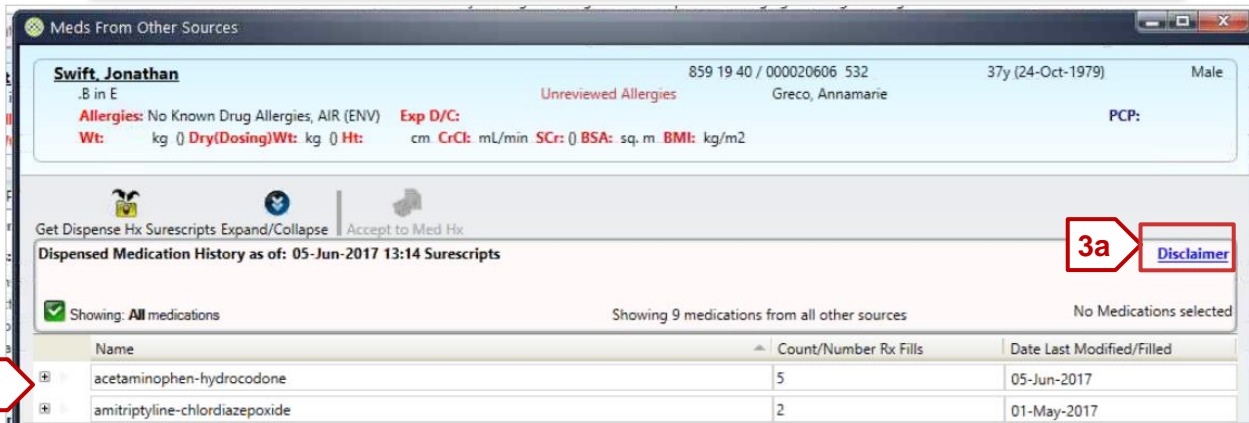 Meds From Other Sources
Swift, Jonathan 859 19 40 / 000020606 532 37y (24-Oct-1979) Male
.B in E Unreviewed Allergies Greco, Annamarie
Allergies: No Known Drug Allergies, AIR (ENV) Exp D/C: PCP:
Wt: kg () Dry(Dosing)Wt: kg () Ht: cm CrCl: mL/min SCr: () BSA: sq. m BMI: kg/m2
Get Dispense Hx Surescripts Expand/Collapse Accept to Med Hx
Dispensed Medication History as of: 05-Jun-2017 13:14 Surescripts 3a Disclaimer
Showing: All medications Showing 9 medications from all other sources No Medications selected
Name Count/Number Rx Fills Date Last Modified/Filled
acetaminophen-hydrocodone 5 05-Jun-2017
amitriptyline-chlordiazepoxide 2 01-May-2017